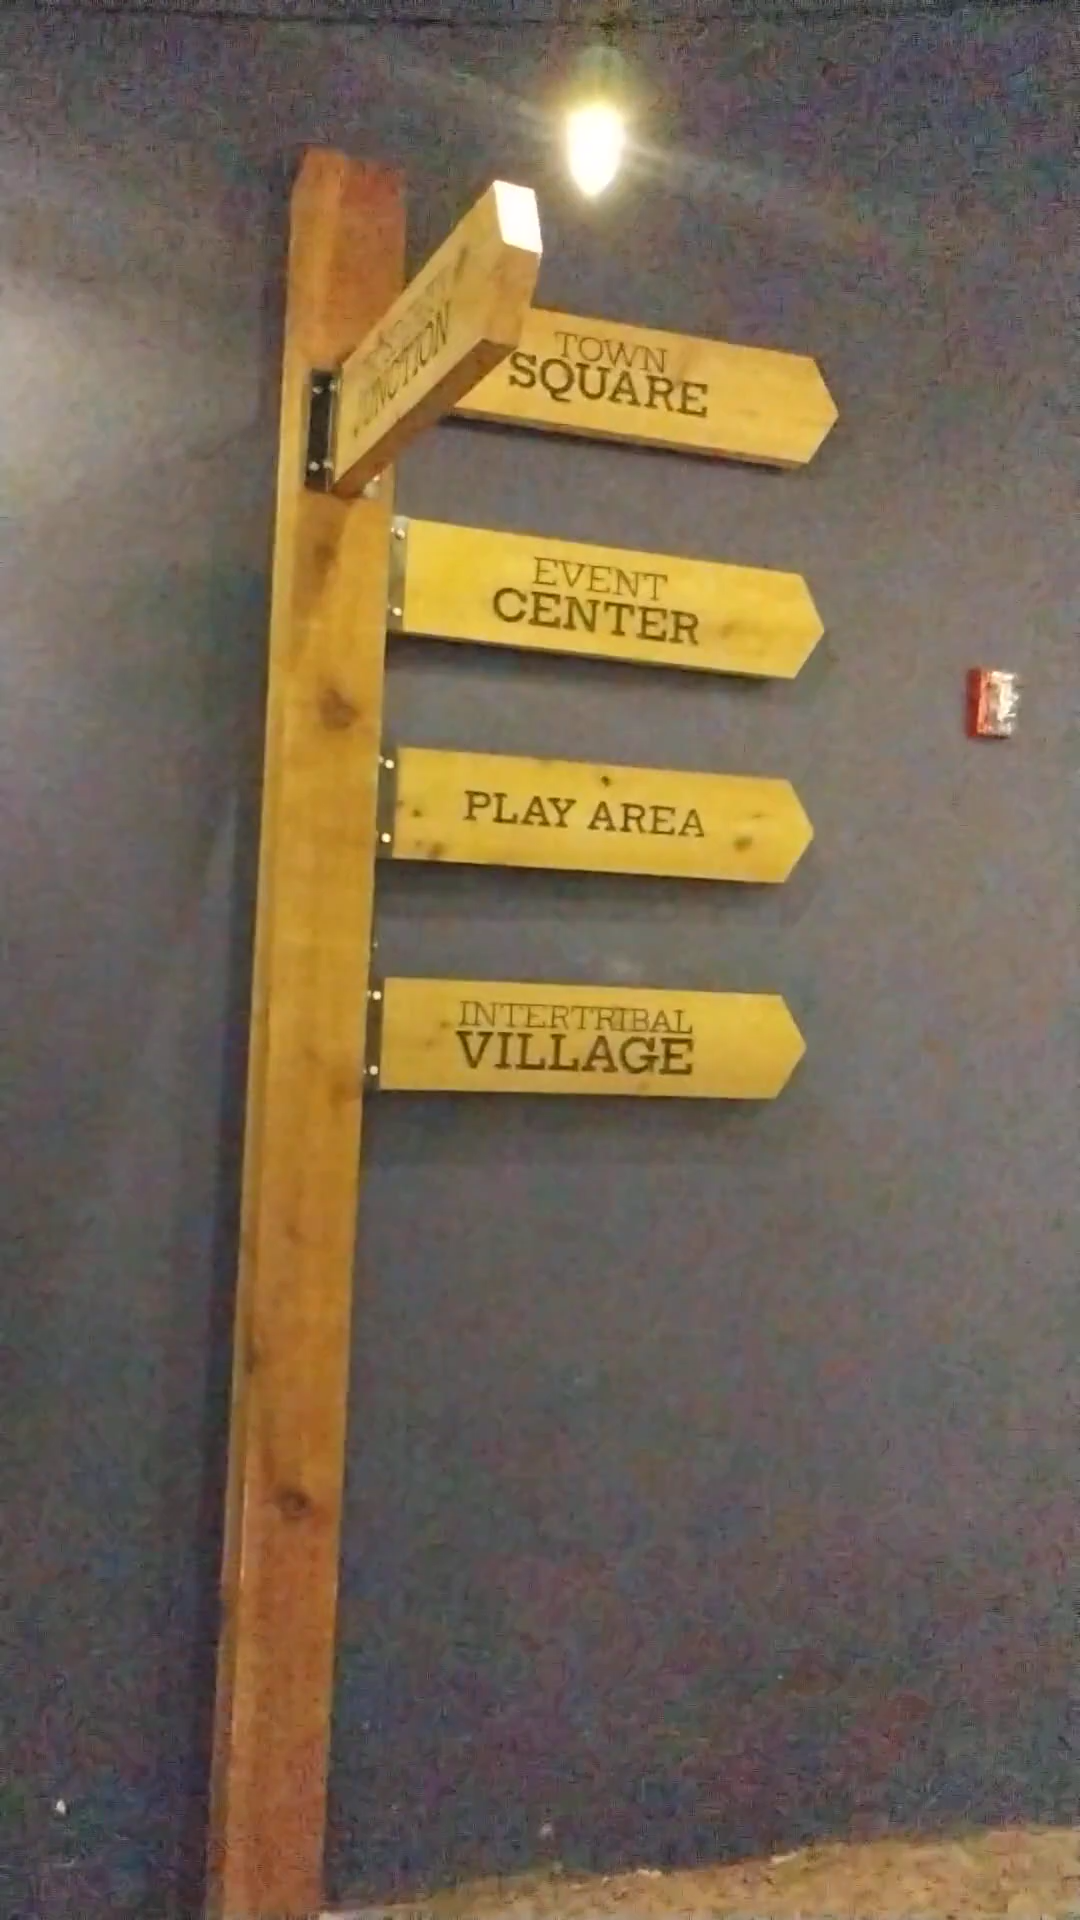 JUNCTION
TOWN
SQUARE
EVENT
CENTER
PLAY AREA
INTERTRIBAL
VILLAGE